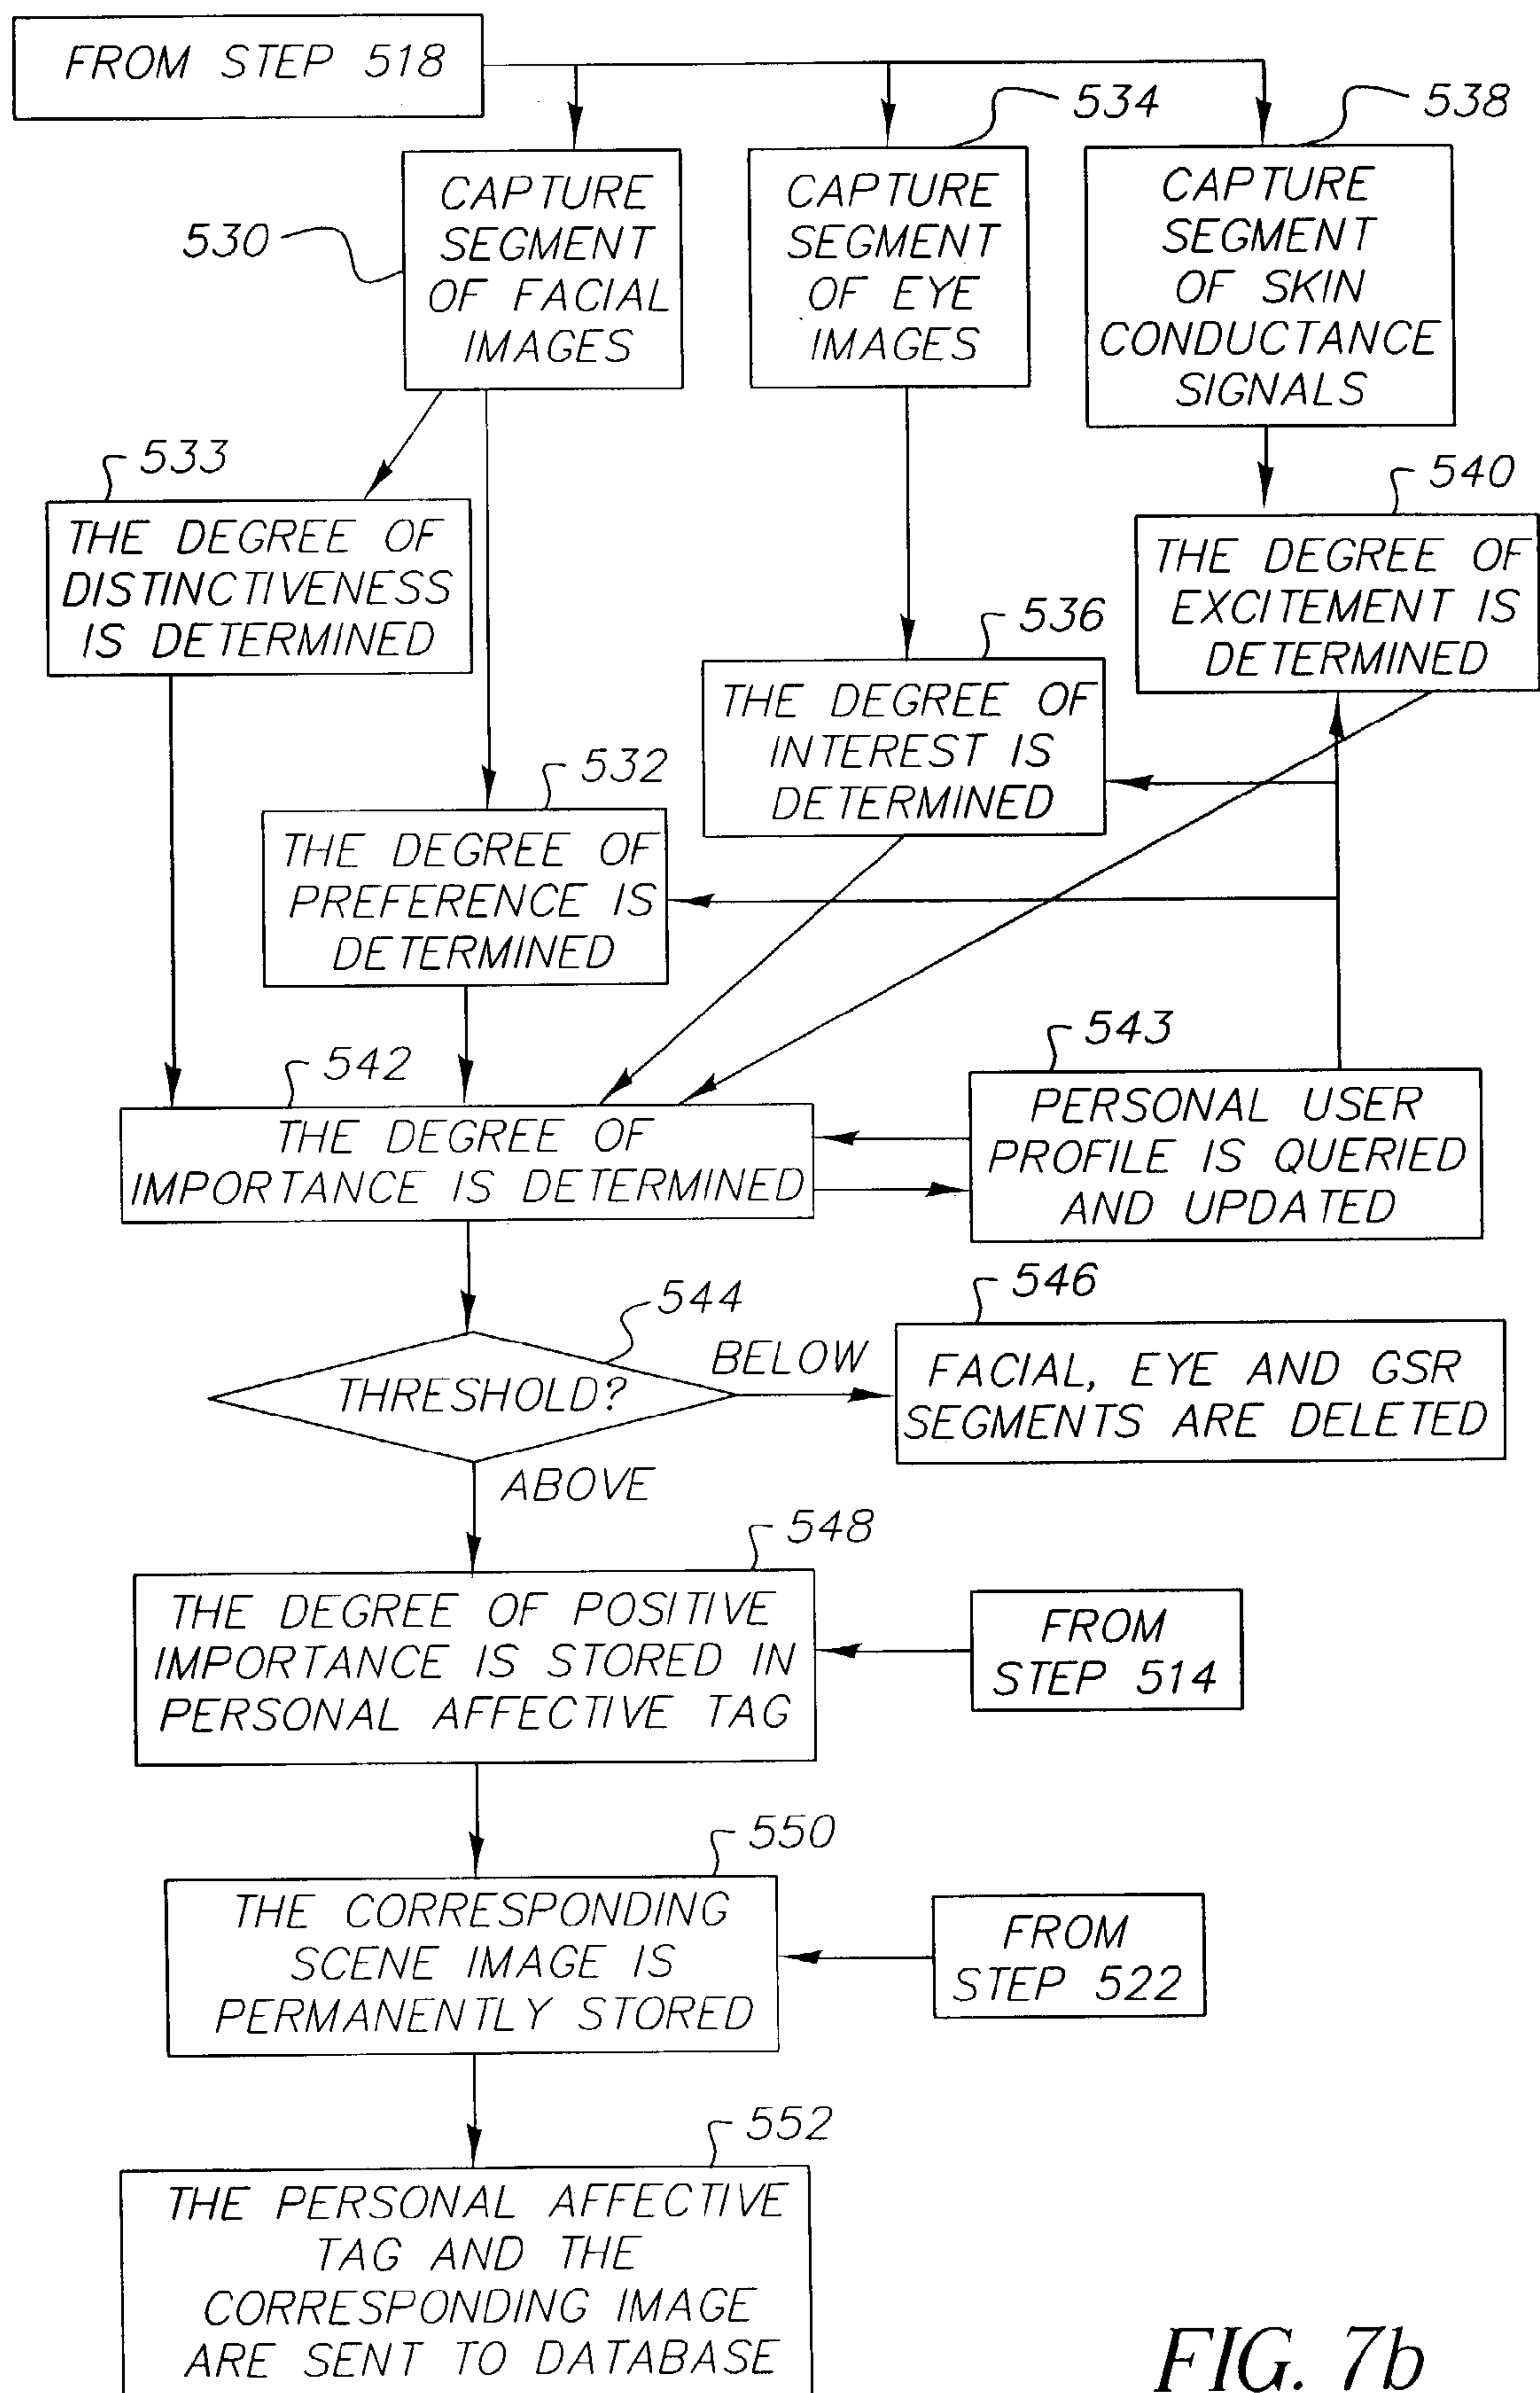 FROM STEP 518
534
538
CAPTURE
SEGMENT
OF FACIAL
IMAGES
530
CAPTURE
SEGMENT
OF EYE
IMAGES
CAPTURE
SEGMENT
OF SKIN
CONDUCTANCE
SIGNALS
533
THE DEGREE OF
DISTINCTIVENESS
IS DETERMINED
540
THE DEGREE OF
EXCITEMENT IS
DETERMINED
536
THE DEGREE OF
INTEREST IS
DETERMINED
532
THE DEGREE OF
PREFERENCE IS
DETERMINED
542
THE DEGREE OF
IMPORTANCE IS DETERMINED
543
PERSONAL USER
PROFILE IS QUERIED
AND UPDATED
544
THRESHOLD?
BELOW
546
FACIAL, EYE AND GSR
SEGMENTS ARE DELETED
ABOVE
548
THE DEGREE OF POSITIVE
IMPORTANCE IS STORED IN
PERSONAL AFFECTIVE TAG
FROM
STEP 514
550
THE CORRESPONDING
SCENE IMAGE IS
PERMANENTLY STORED
FROM
STEP 522
552
THE PERSONAL AFFECTIVE
TAG AND THE
CORRESPONDING IMAGE
ARE SENT TO DATABASE
FIG. 7b